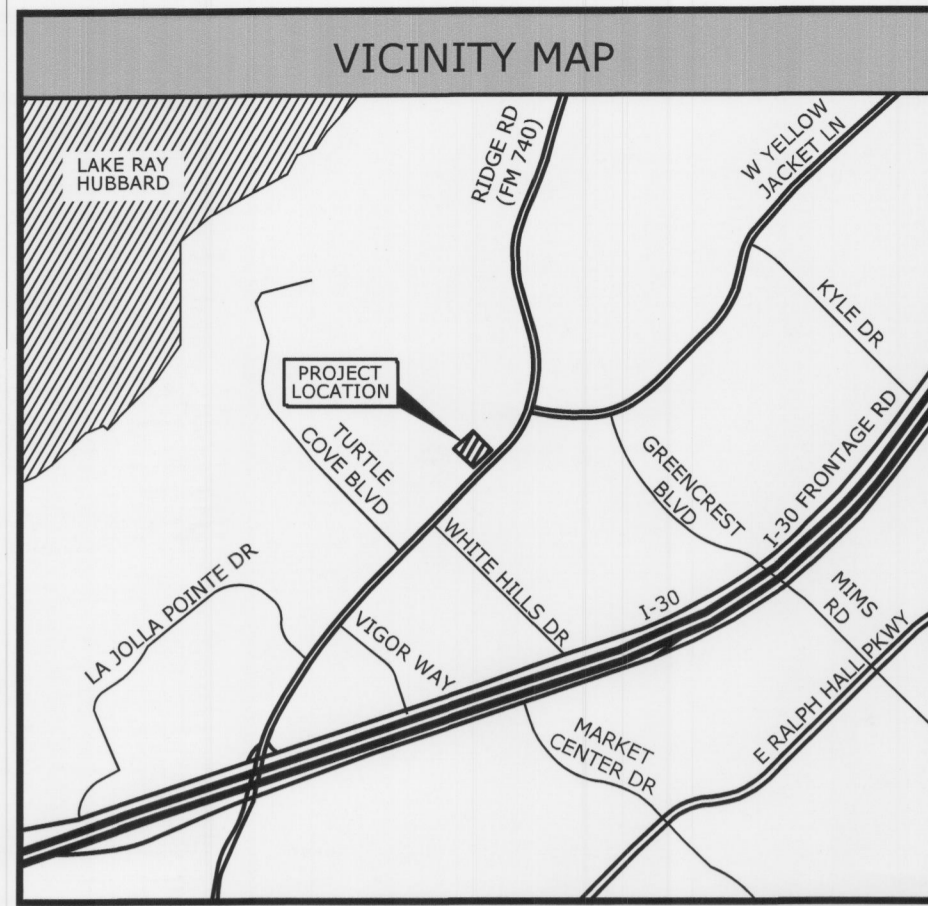 VICINITY MAP
LAKE RAY
HUBBARD
RIDGE RD
(FM 740)
W YELLOW
JACKET LN
KYLE DR
PROJECT
LOCATION
TURTLE
COVE BLVD
GREENCREST
BLVD
I-30 FRONTAGE RD
WHITE HILLS DR
LA JOLLA POINTE DR
VIGOR WAY
I-30
MIMS
RD
E RALPH HALL PKWY
MARKET
CENTER DR